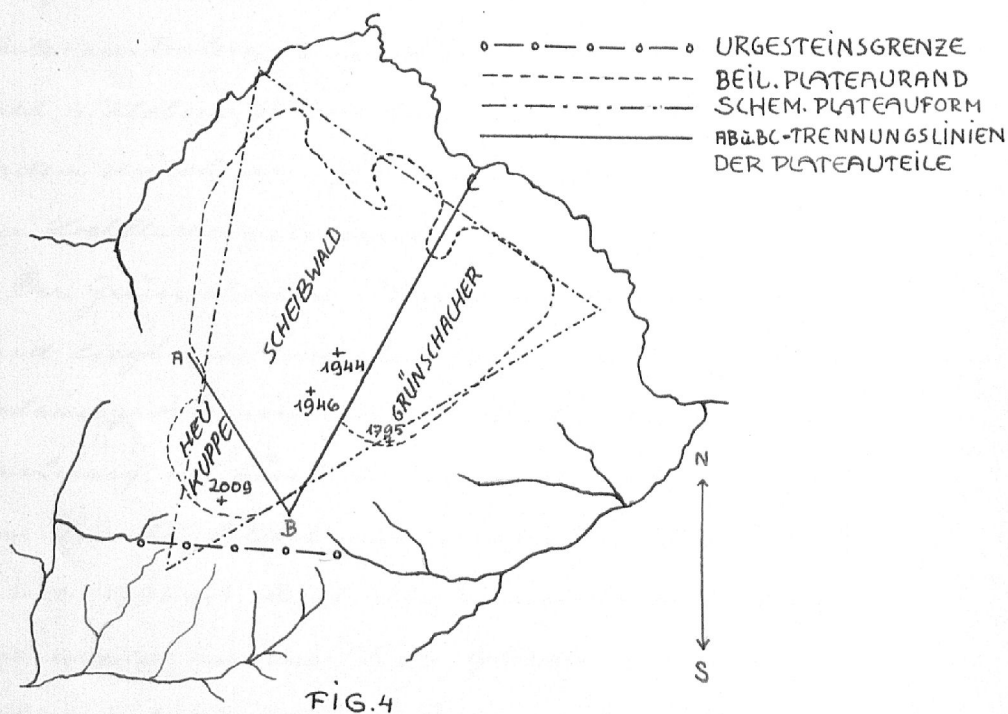 URGESTEINSGRENZE
BEIL. PLATEAURAND
SCHEM. PLATEAUFORM
AB ü. BC-TRENNUNGSLINIEN
DER PLATEAUTEILE
C
SCHEIBWALD
GRÜNSCHACHER
A
1944
1946
1795
HEU
KUPPE
2009
B
N
S
FIG. 4